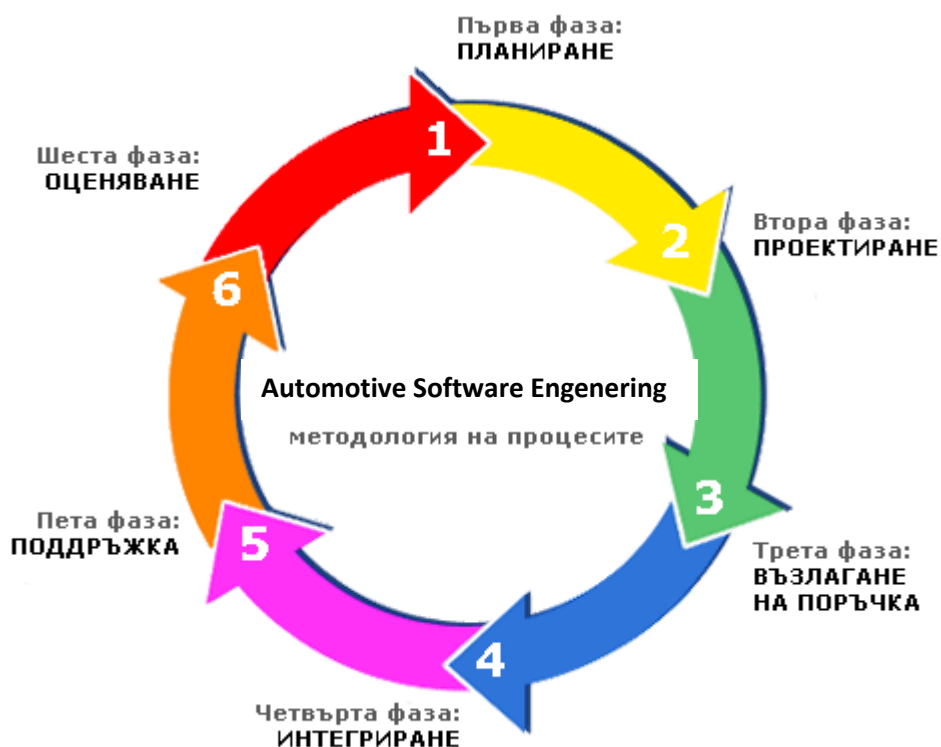 Първа фаза:
ПЛАНИРАНЕ
1
Шеста фаза:
ОЦЕНЯВАНЕ
2
Втора фаза:
ПРОЕКТИРАНЕ
6
Automotive Software Engenering
методология на процесите
3
Пета фаза:
ПОДДРЪЖКА
5
Трета фаза:
ВЪЗЛАГАНЕ
НА ПОРЪЧКА
4
Четвърта фаза:
ИНТЕГРИРАНЕ